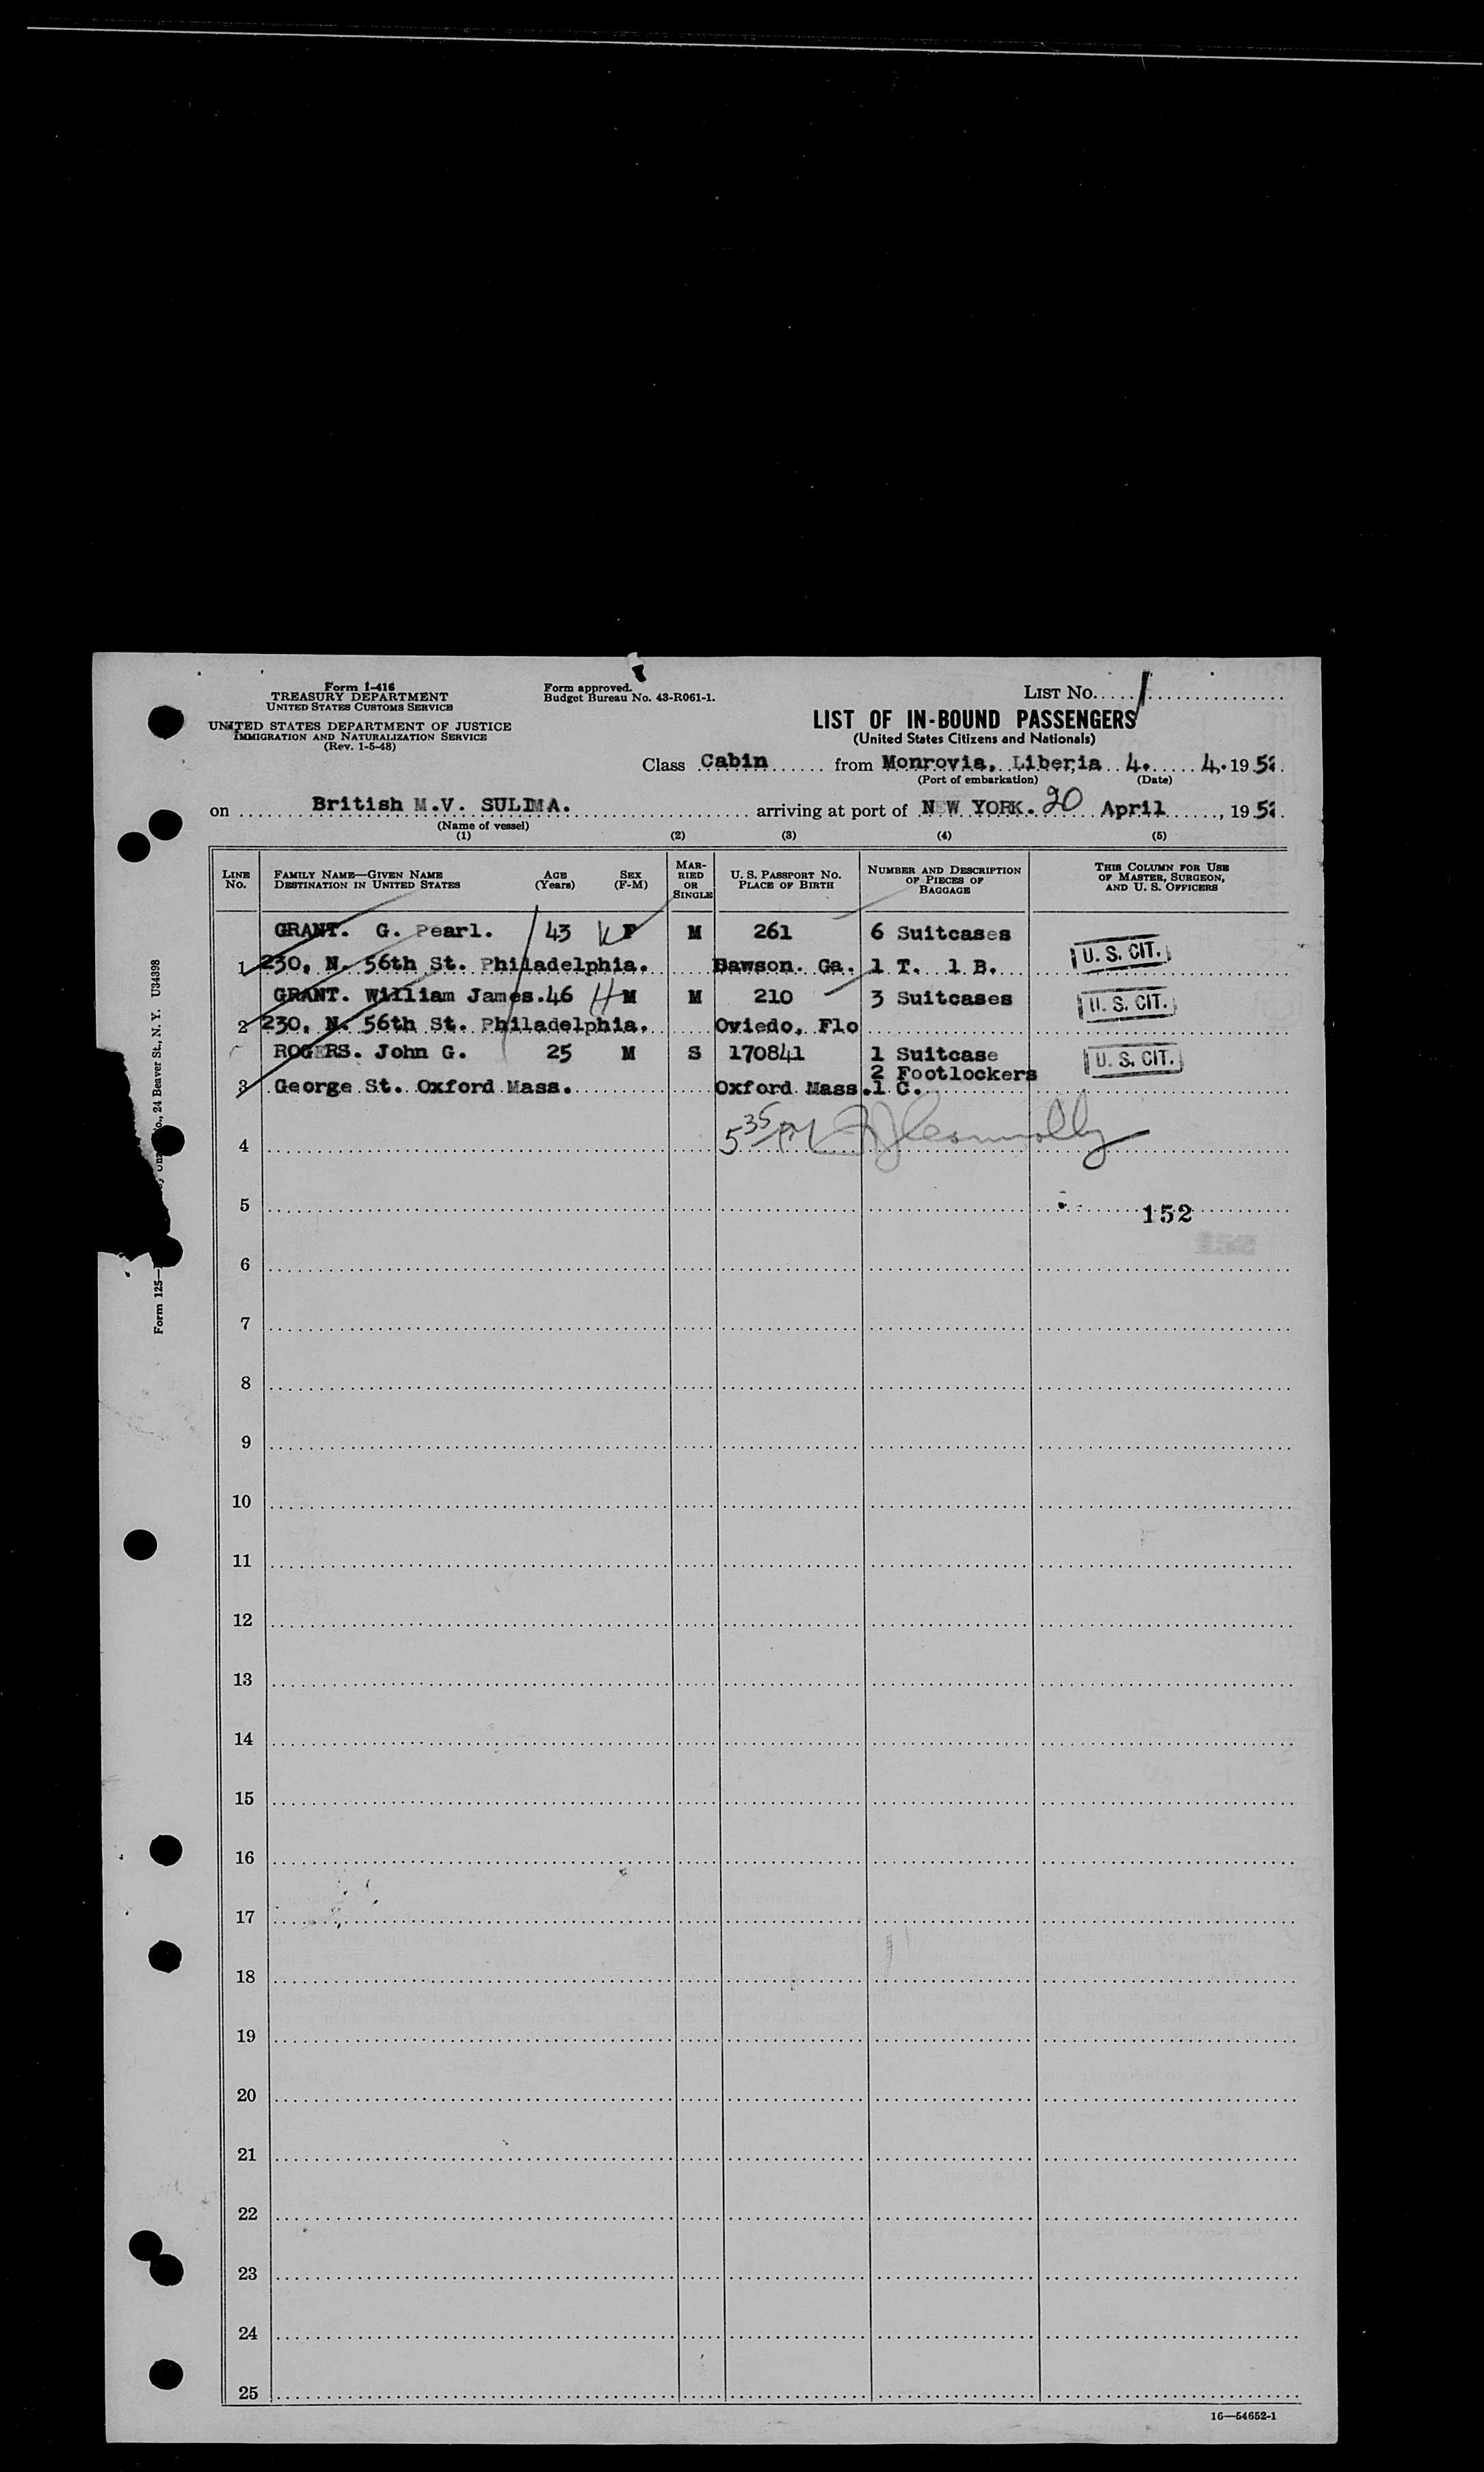 Form I-416
TREASURY DEPARTMENT
UNITED STATES CUSTOMS SERVICE
UNITED STATES DEPARTMENT OF JUSTICE
IMMIGRATION AND NATURALIZATION SERVICE
(Rev. 1-5-48)
Form approved.
Budget Bureau No. 43-R061-1.
LIST NO. 1
LIST OF IN-BOUND PASSENGERS
(United States Citizens and Nationals)
Class Cabin from Monrovia, Liberia 4. 4. 1952.
(Port of embarkation) (Date)
on British M.V. SULIMA. arriving at port of NEW YORK. 20 April, 1952.
(Name of vessel)
(1) (2) (3) (4) (5)
LINE NO. FAMILY NAME—GIVEN NAME DESTINATION IN UNITED STATES AGE (Years) SEX (F-M) MARRIED OR SINGLE U. S. PASSPORT NO. PLACE OF BIRTH NUMBER AND DESCRIPTION OF PIECES OF BAGGAGE THIS COLUMN FOR USE OF MASTER, SURGEON, AND U. S. OFFICERS
GRANT. G. Pearl. 43 F M 261 6 Suitcases U. S. CIT.
1 230, N. 56th St. Philadelphia. Dawson. Ga. 1 T. 1 B.
GRANT. William James. 46 M M 210 3 Suitcases U. S. CIT.
2 230, N. 56th St. Philadelphia. Oviedo, Flo
ROGERS. John G. 25 M S 170841 1 Suitcase U. S. CIT.
2 Footlockers
3 George St. Oxford Mass. Oxford Mass. 1 C.
4 5 35 PM Connolly
5 152
6
7
8
9
10
11
12
13
14
15
16
17
18
19
20
21
22
23
24
25
16—54652-1
Form 125— 24 Beaver St., N. Y. U34398